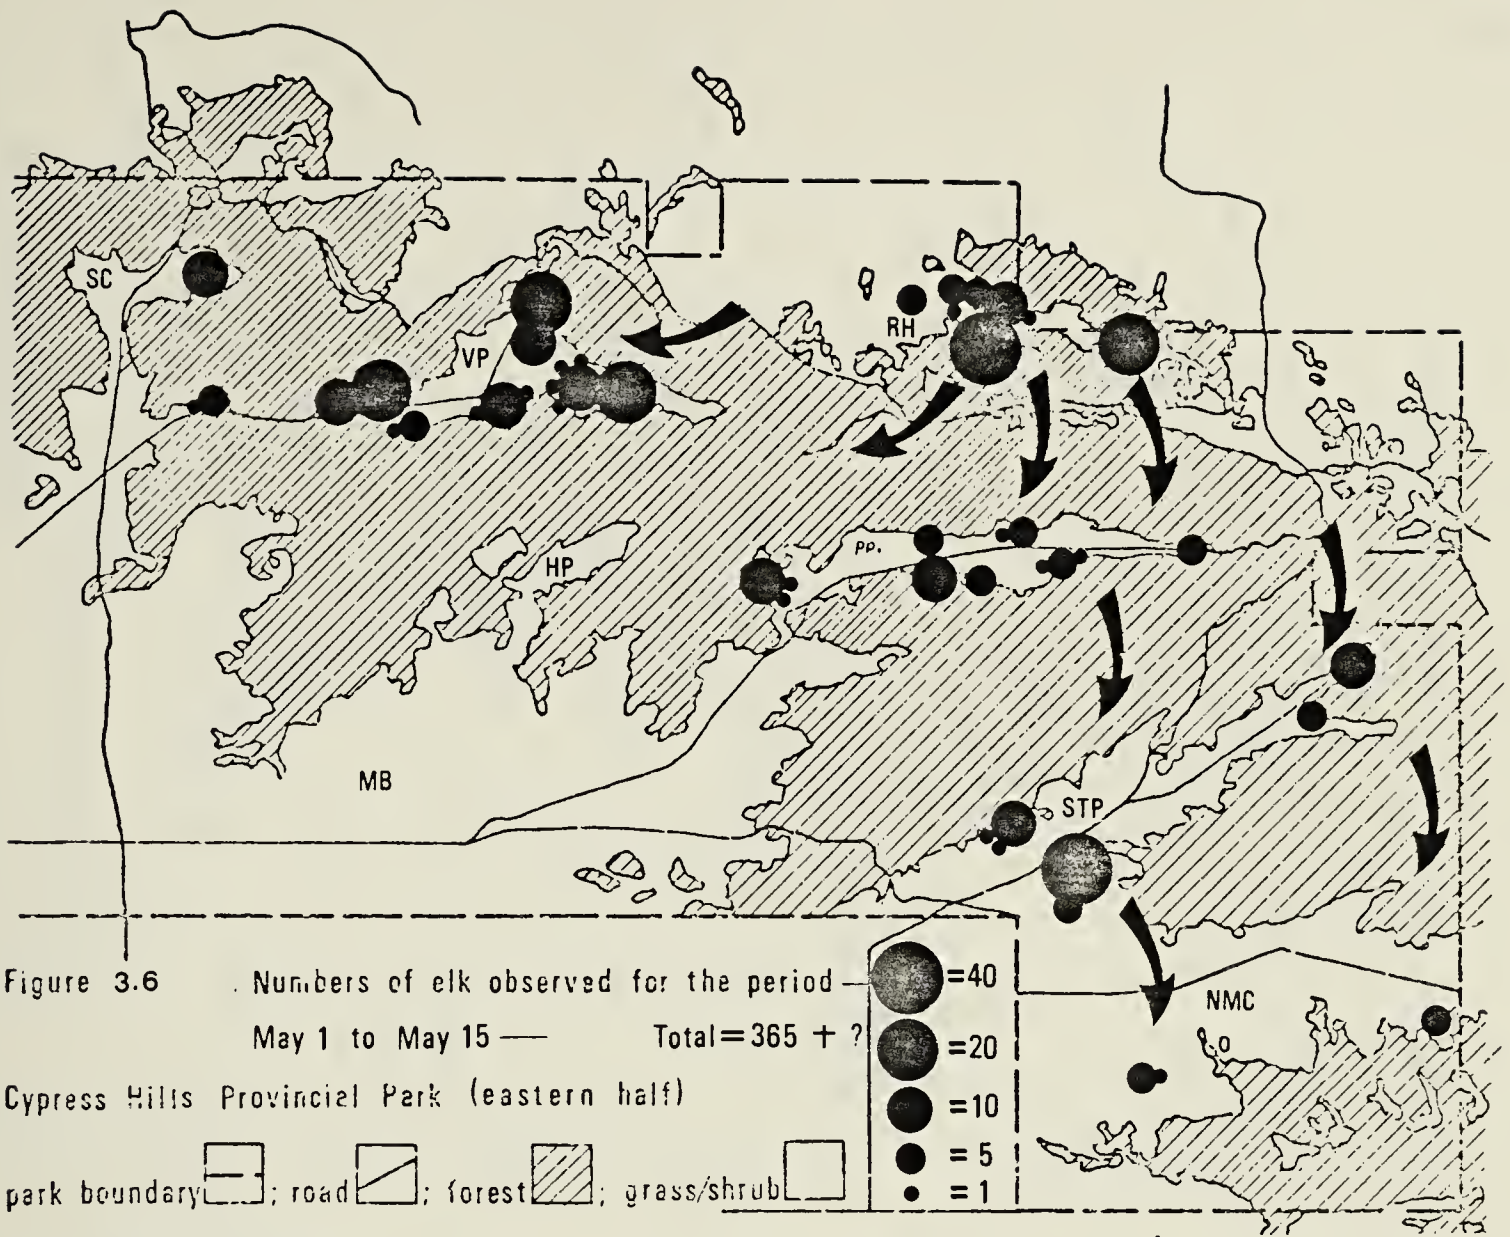 SC
VP
RH
HP
pp.
MB
STP
NMC
Figure 3.6 Numbers of elk observed for the period —
May 1 to May 15 — Total = 365 + ?
Cypress Hills Provincial Park (eastern half)
park boundary ; road ; forest ; grass/shrub
=40
=20
=10
= 5
= 1